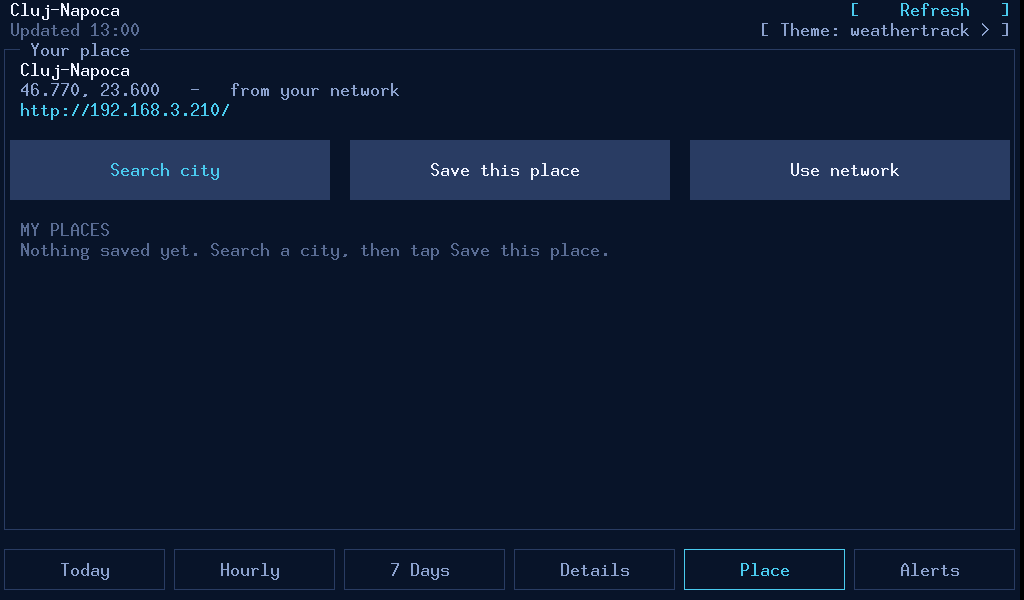 Cluj-Napoca [ Refresh ]
Updated 13:00 [ Theme: weathertrack > ]
Your place
Cluj-Napoca
46.770, 23.600 - from your network
http://192.168.3.210/
Search city Save this place Use network
MY PLACES
Nothing saved yet. Search a city, then tap Save this place.
Today Hourly 7 Days Details Place Alerts